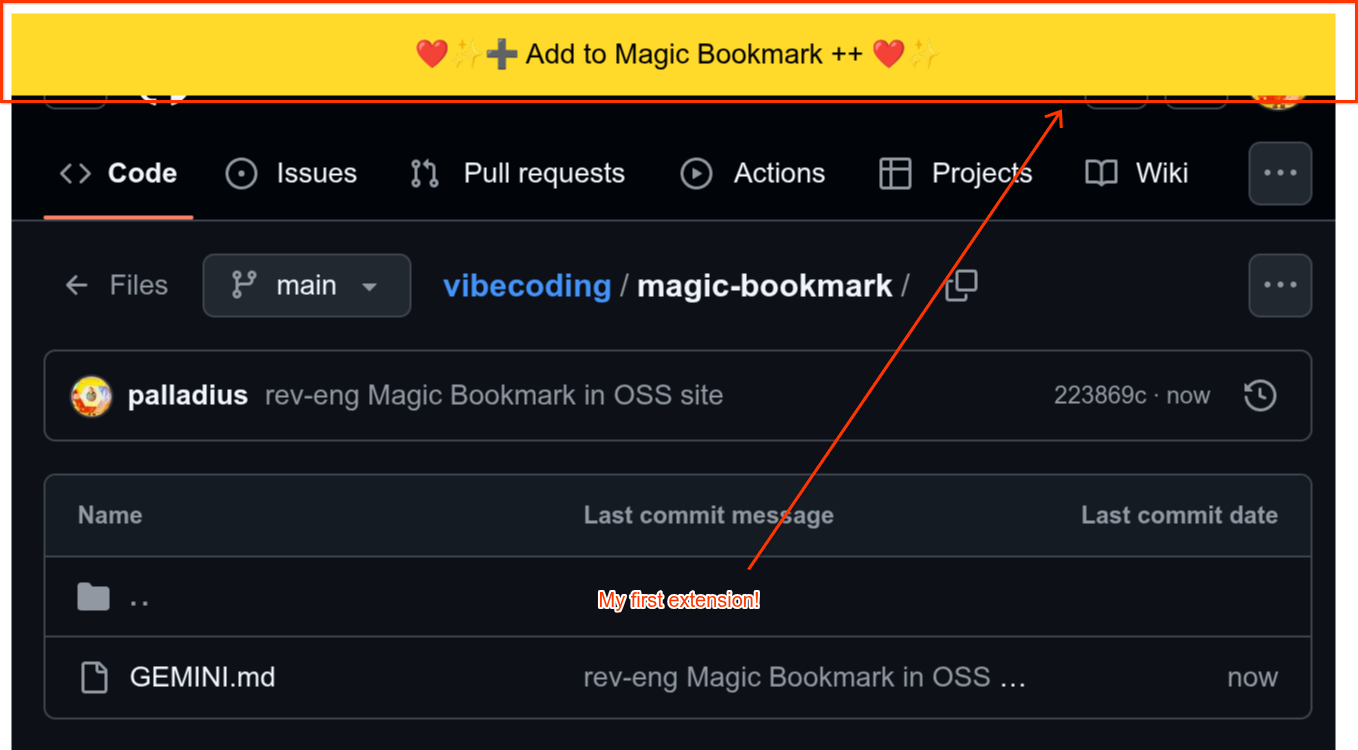 ❤️✨➕ Add to Magic Bookmark ++ ❤️✨
Code Issues Pull requests Actions Projects Wiki ...
Files main vibecoding / magic-bookmark / ...
palladius rev-eng Magic Bookmark in OSS site 223869c · now
Name Last commit message Last commit date
..
My first extension!
GEMINI.md rev-eng Magic Bookmark in OSS … now